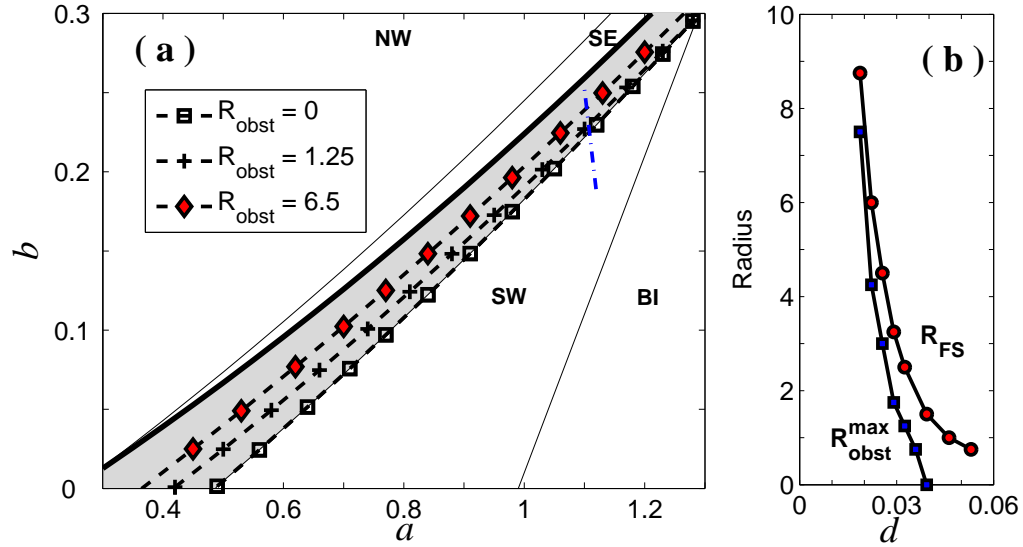 ( a )
NW
SE
SW
BI
R_obst = 0
R_obst = 1.25
R_obst = 6.5
0.3
0.2
0.1
0
b
0.4
0.6
0.8
1
1.2
a
( b )
10
8
6
4
2
0
Radius
R_FS
R_obst^max
0
0.03
0.06
d